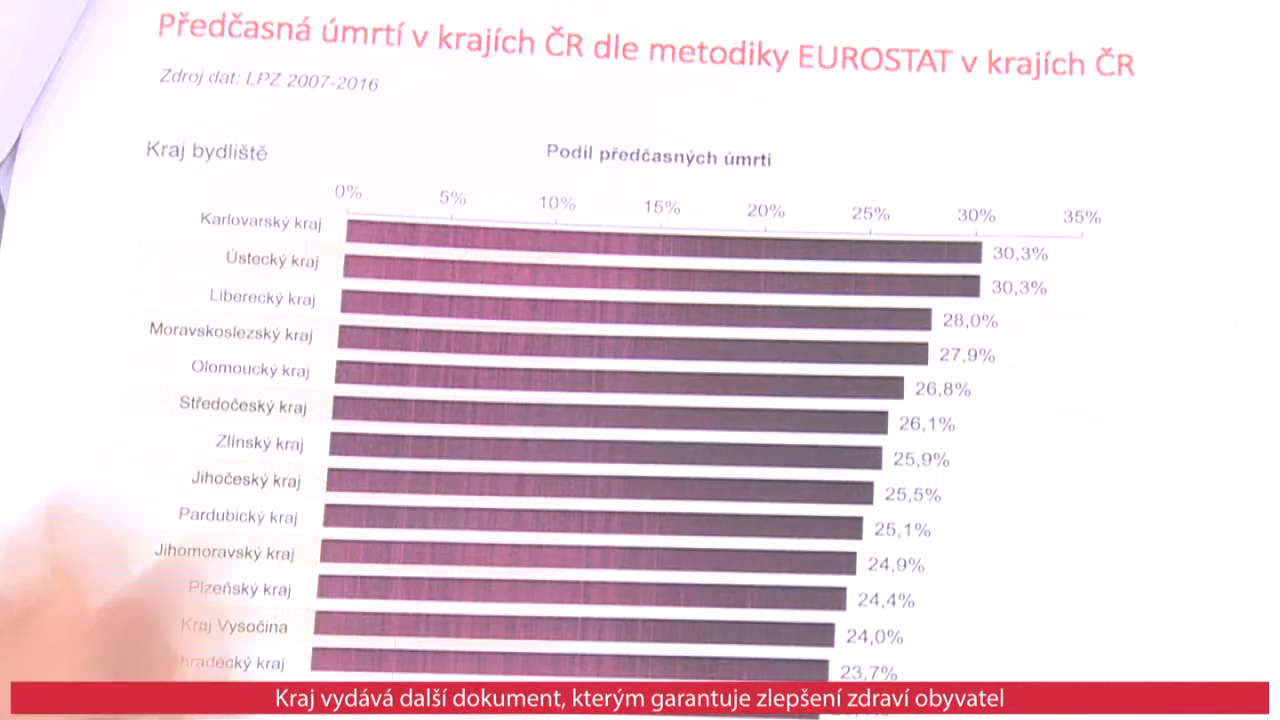 Předčasná úmrtí v krajích ČR dle metodiky EUROSTAT v krajích ČR
Zdroj dat: LPZ 2007-2016
Kraj bydliště
Podíl předčasných úmrtí
0% 5% 10% 15% 20% 25% 30% 35%
Karlovarský kraj 30,3%
Ústecký kraj 30,3%
Liberecký kraj 28,0%
Moravskoslezský kraj 27,9%
Olomoucký kraj 26,8%
Středočeský kraj 26,1%
Zlínský kraj 25,9%
Jihočeský kraj 25,5%
Pardubický kraj 25,1%
Jihomoravský kraj 24,9%
Plzeňský kraj 24,4%
Kraj Vysočina 24,0%
hradecký kraj 23,7%
Kraj vydává další dokument, kterým garantuje zlepšení zdraví obyvatel